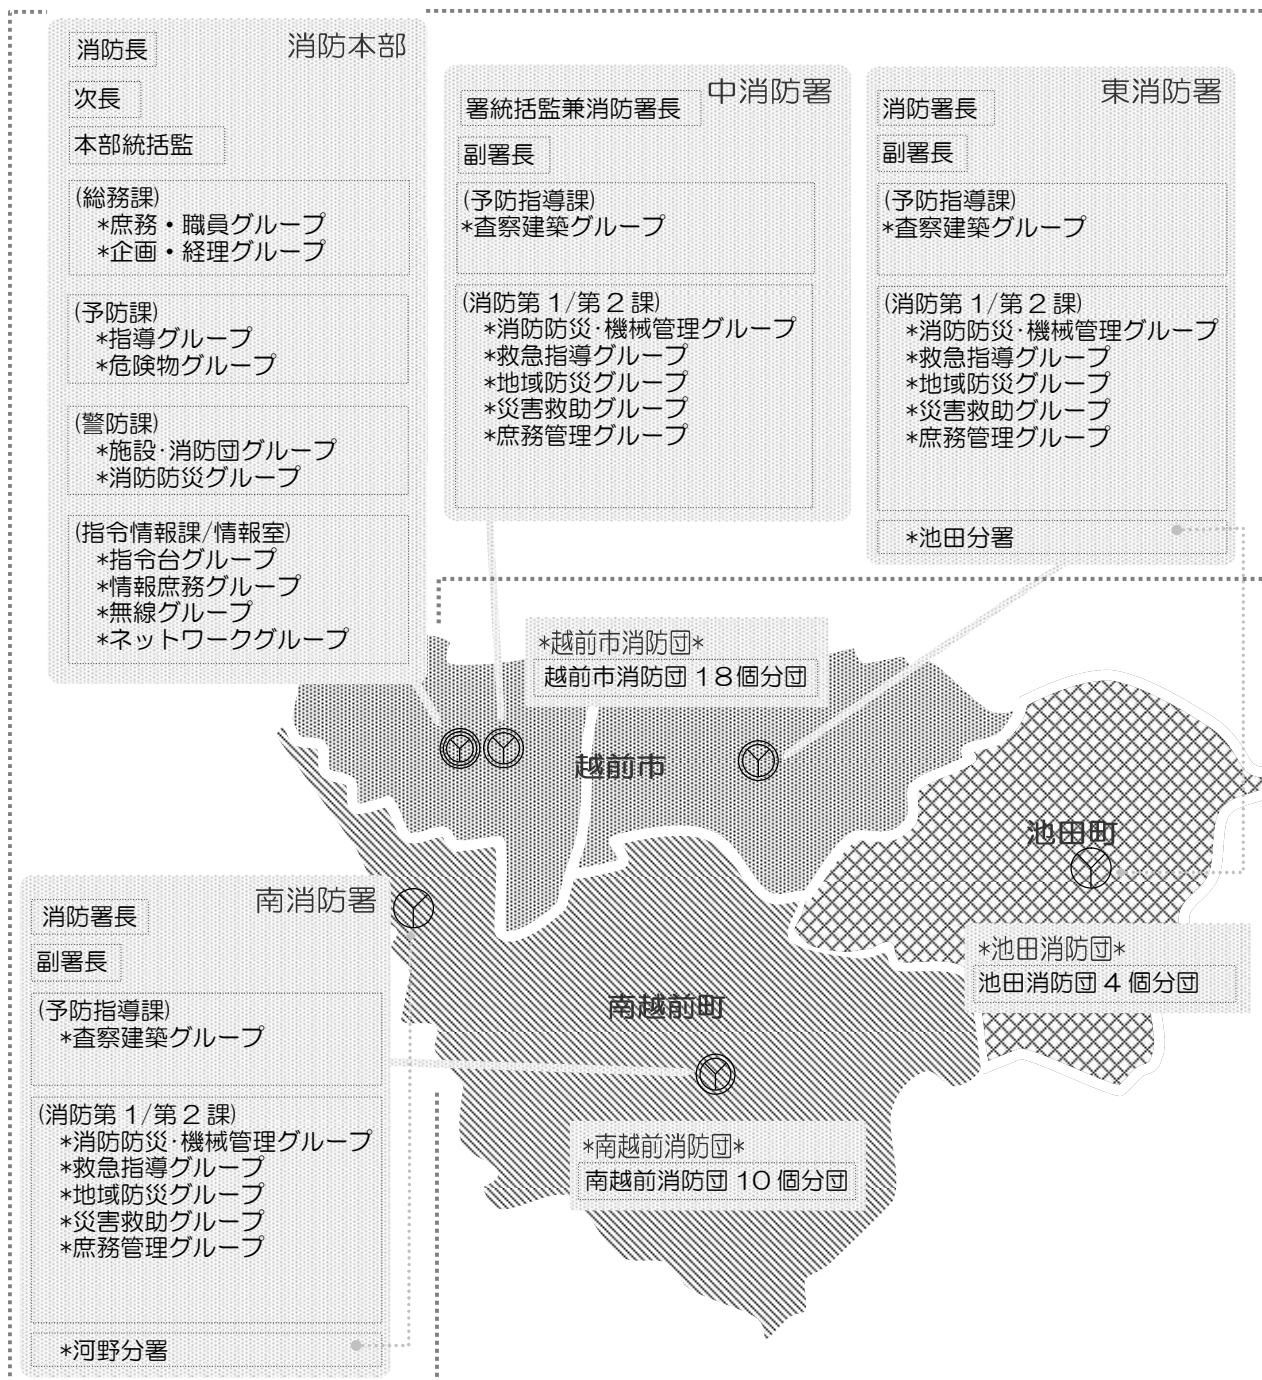 消防本部
消防長
次長
本部統括監
(総務課)
*庶務・職員グループ
*企画・経理グループ
(予防課)
*指導グループ
*危険物グループ
(警防課)
*施設・消防団グループ
*消防防災グループ
(指令情報課/情報室)
*指令台グループ
*情報庶務グループ
*無線グループ
*ネットワークグループ
中消防署
署統括監兼消防署長
副署長
(予防指導課)
*査察建築グループ
(消防第1/第2課)
*消防防災・機械管理グループ
*救急指導グループ
*地域防災グループ
*災害救助グループ
*庶務管理グループ
東消防署
消防署長
副署長
(予防指導課)
*査察建築グループ
(消防第1/第2課)
*消防防災・機械管理グループ
*救急指導グループ
*地域防災グループ
*災害救助グループ
*庶務管理グループ
*池田分署
*越前市消防団*
越前市消防団18個分団
越前市
池田町
*池田消防団*
池田消防団4個分団
南越前町
*南越前消防団*
南越前消防団10個分団
南消防署
消防署長
副署長
(予防指導課)
*査察建築グループ
(消防第1/第2課)
*消防防災・機械管理グループ
*救急指導グループ
*地域防災グループ
*災害救助グループ
*庶務管理グループ
*河野分署